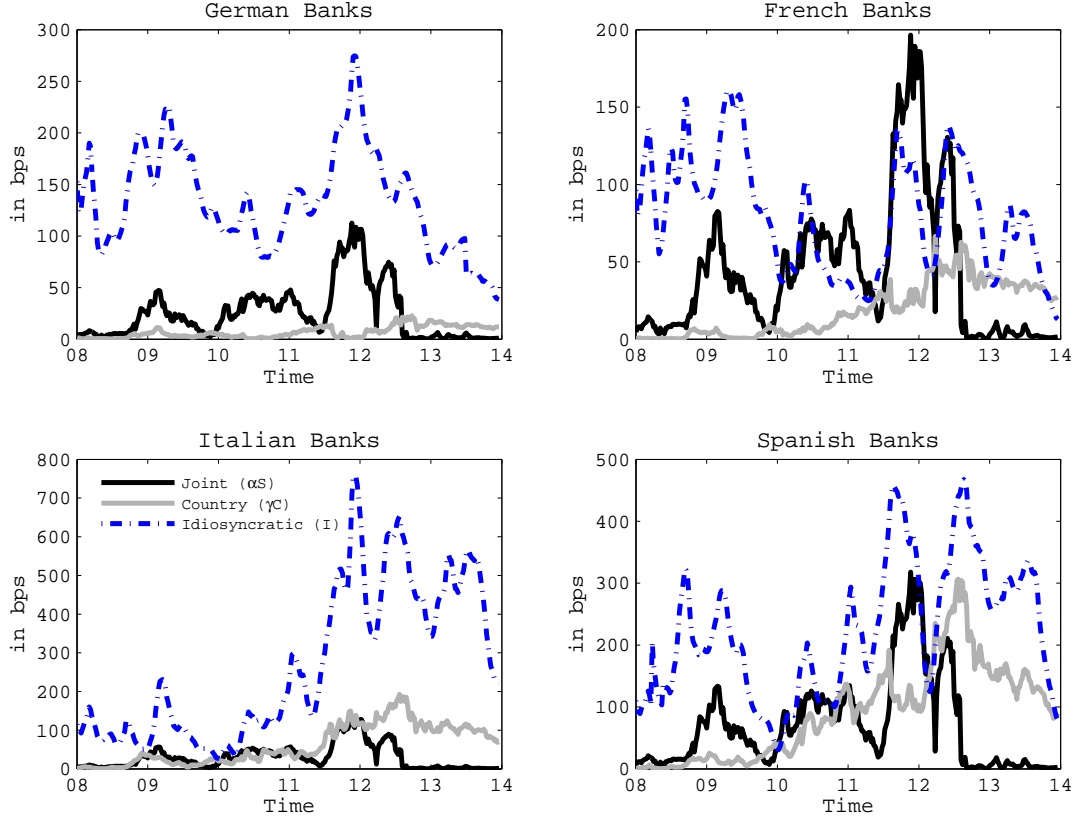 German Banks
300
250
200
150
100
50
0
in bps
08 09 10 11 12 13 14
Time
French Banks
200
150
100
50
0
in bps
08 09 10 11 12 13 14
Time
Italian Banks
800
700
600
500
400
300
200
100
0
in bps
Joint (αS)
Country (γC)
Idiosyncratic (I)
08 09 10 11 12 13 14
Time
Spanish Banks
500
400
300
200
100
0
in bps
08 09 10 11 12 13 14
Time